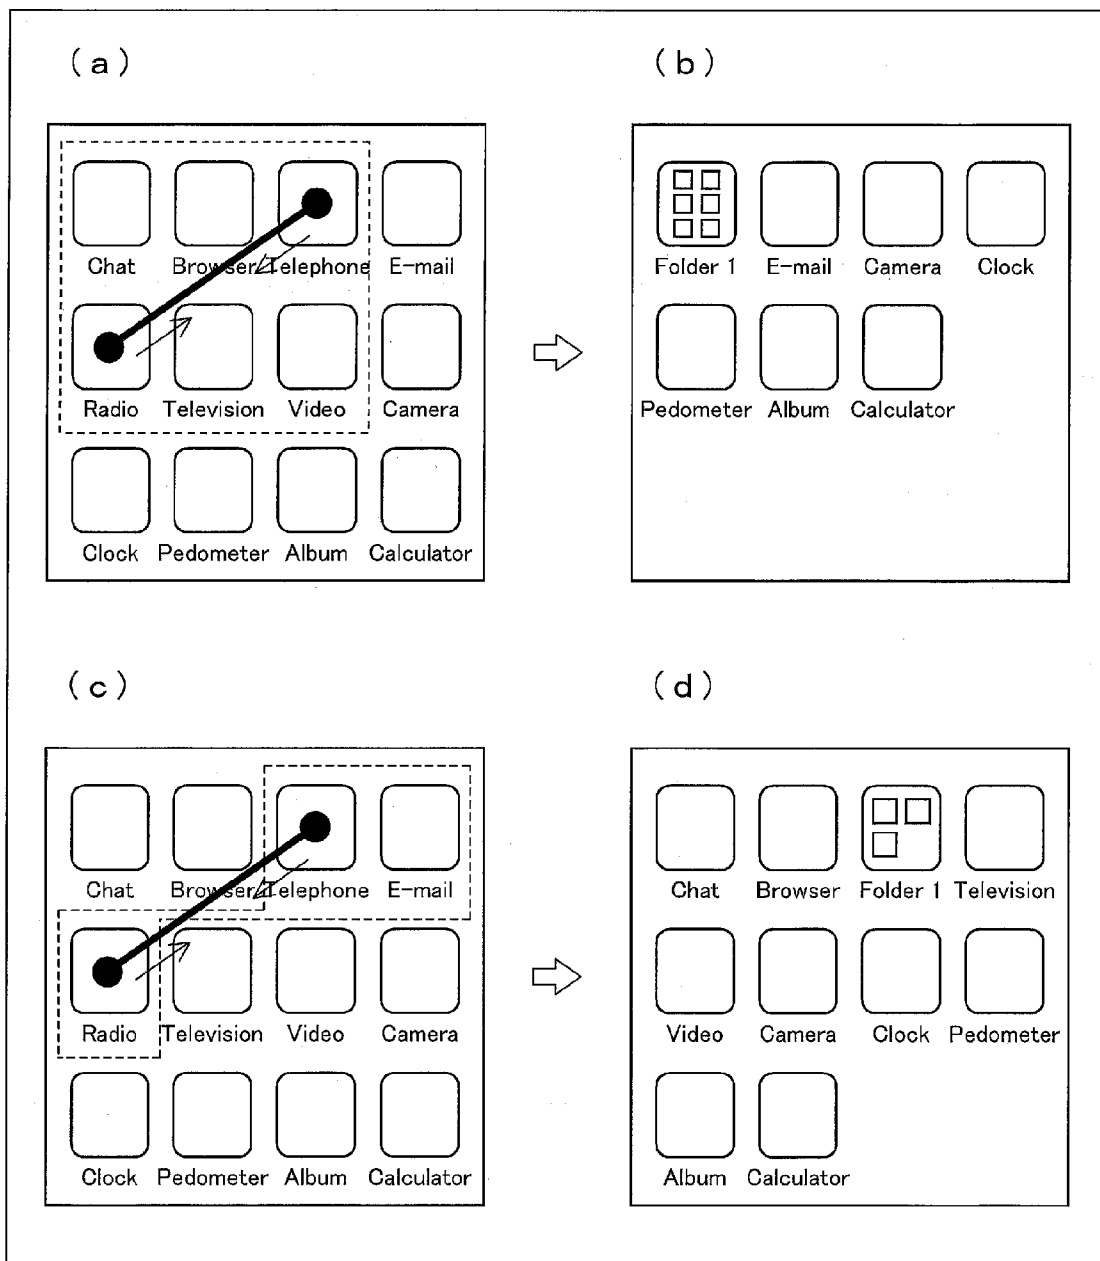 (a)
Chat Browser Telephone E-mail
Radio Television Video Camera
Clock Pedometer Album Calculator
(b)
Folder 1 E-mail Camera Clock
Pedometer Album Calculator
(c)
Chat Browser Telephone E-mail
Radio Television Video Camera
Clock Pedometer Album Calculator
(d)
Chat Browser Folder 1 Television
Video Camera Clock Pedometer
Album Calculator